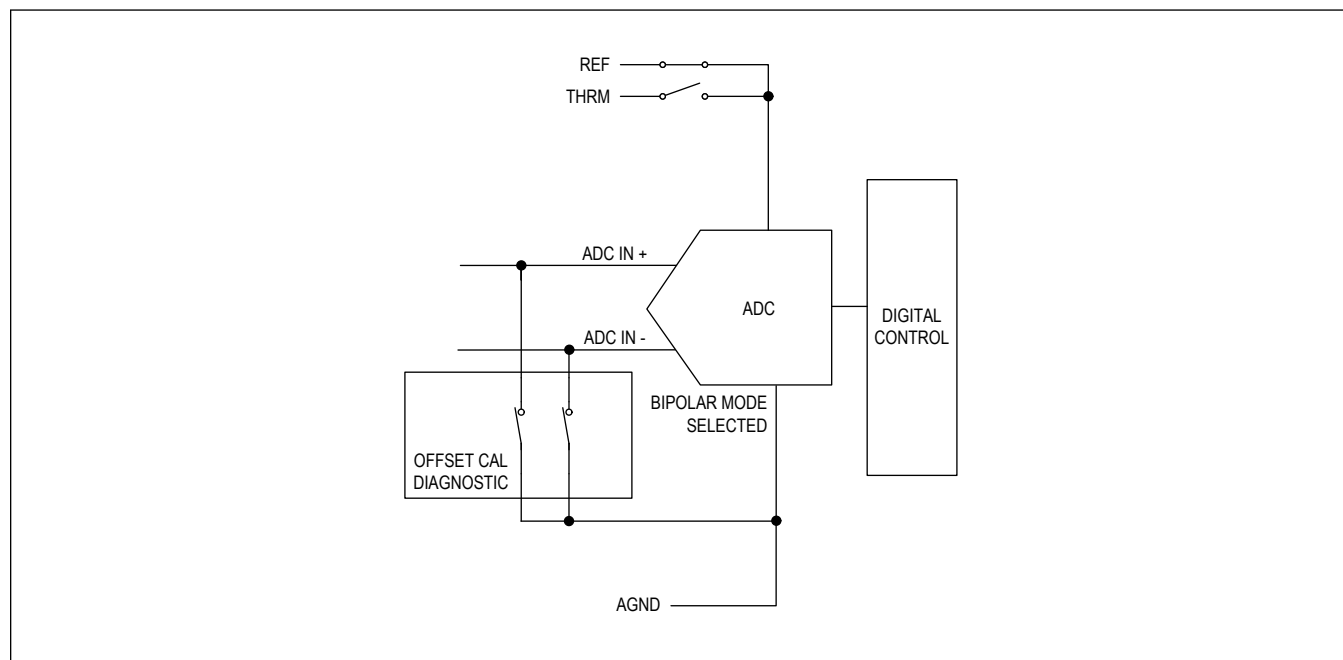 REF
THRM
ADC IN +
ADC
DIGITAL
CONTROL
ADC IN -
BIPOLAR MODE
SELECTED
OFFSET CAL
DIAGNOSTIC
AGND